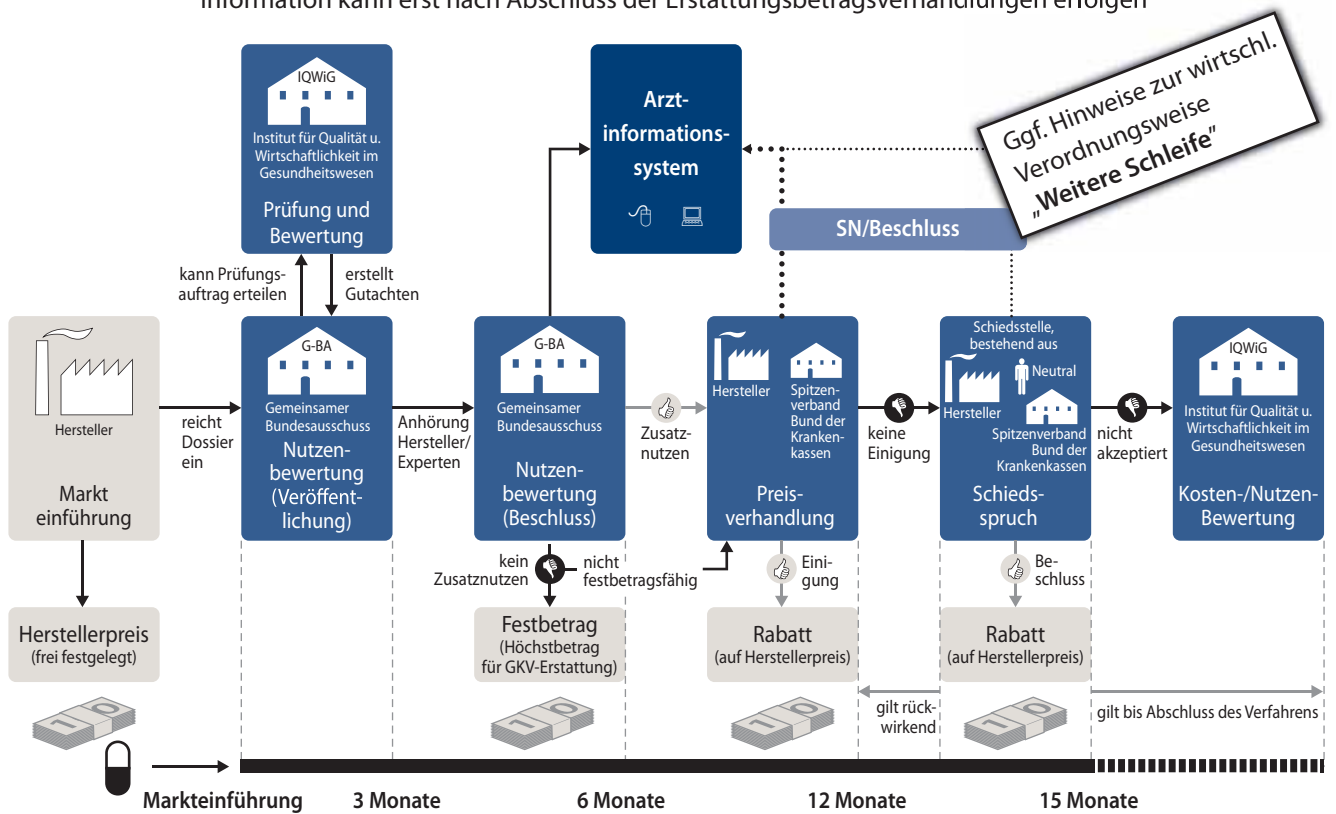 Information kann erst nach Abschluss der Erstattungsbetragsverhandlungen erfolgen
IQWiG
Institut für Qualität u.
Wirtschaftlichkeit im
Gesundheitswesen
Prüfung und
Bewertung
Arzt-
informations-
system
Ggf. Hinweise zur wirtschl.
Verordnungsweise
„Weitere Schleife“
SN/Beschluss
kann Prüfungs-
auftrag erteilen
erstellt
Gutachten
Hersteller
Markt
einführung
reicht
Dossier
ein
G-BA
Gemeinsamer
Bundesausschuss
Nutzen-
bewertung
(Veröffent-
lichung)
Anhörung
Hersteller/
Experten
G-BA
Gemeinsamer
Bundesausschuss
Nutzen-
bewertung
(Beschluss)
Zusatz-
nutzen
Hersteller
Spitzen-
verband
Bund der
Kranken-
kassen
Preis-
verhandlung
keine
Einigung
Schiedsstelle,
bestehend aus
Neutral
Hersteller
Spitzenverband
Bund der
Krankenkassen
Schieds-
spruch
nicht
akzeptiert
IQWiG
Institut für Qualität u.
Wirtschaftlichkeit im
Gesundheitswesen
Kosten-/Nutzen-
Bewertung
kein
Zusatznutzen
nicht
festbetragsfähig
Eini-
gung
Be-
schluss
Herstellerpreis
(frei festgelegt)
Festbetrag
(Höchstbetrag
für GKV-Erstattung)
Rabatt
(auf Herstellerpreis)
Rabatt
(auf Herstellerpreis)
gilt rück-
wirkend
gilt bis Abschluss des Verfahrens
10
10
10
10
Markteinführung
3 Monate
6 Monate
12 Monate
15 Monate